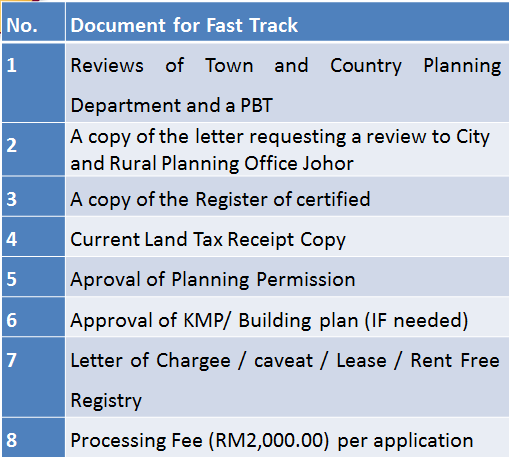 No. Document for Fast Track
1 Reviews of Town and Country Planning
Department and a PBT
2 A copy of the letter requesting a review to City
and Rural Planning Office Johor
3 A copy of the Register of certified
4 Current Land Tax Receipt Copy
5 Aproval of Planning Permission
6 Approval of KMP/ Building plan (IF needed)
7 Letter of Chargee / caveat / Lease / Rent Free
Registry
8 Processing Fee (RM2,000.00) per application